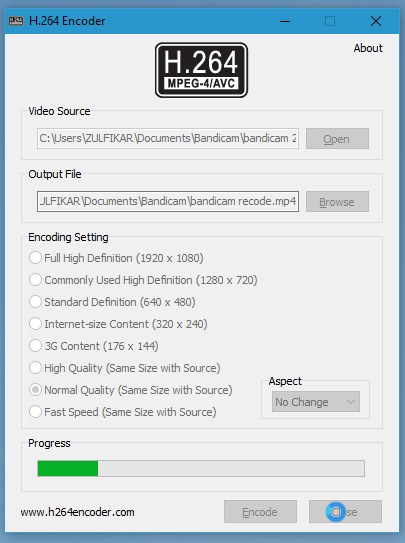 H.264 Encoder
H.264
MPEG-4/AVC
About
Video Source
C:\Users\ZULFIKAR\Documents\Bandicam\bandicam 2
Open
Output File
JLFIKAR\Documents\Bandicam\bandicam recode.mp4
Browse
Encoding Setting
Full High Definition (1920 x 1080)
Commonly Used High Definition (1280 x 720)
Standard Definition (640 x 480)
Internet-size Content (320 x 240)
3G Content (176 x 144)
High Quality (Same Size with Source)
Normal Quality (Same Size with Source)
Fast Speed (Same Size with Source)
Aspect
No Change
Progress
www.h264encoder.com
Encode